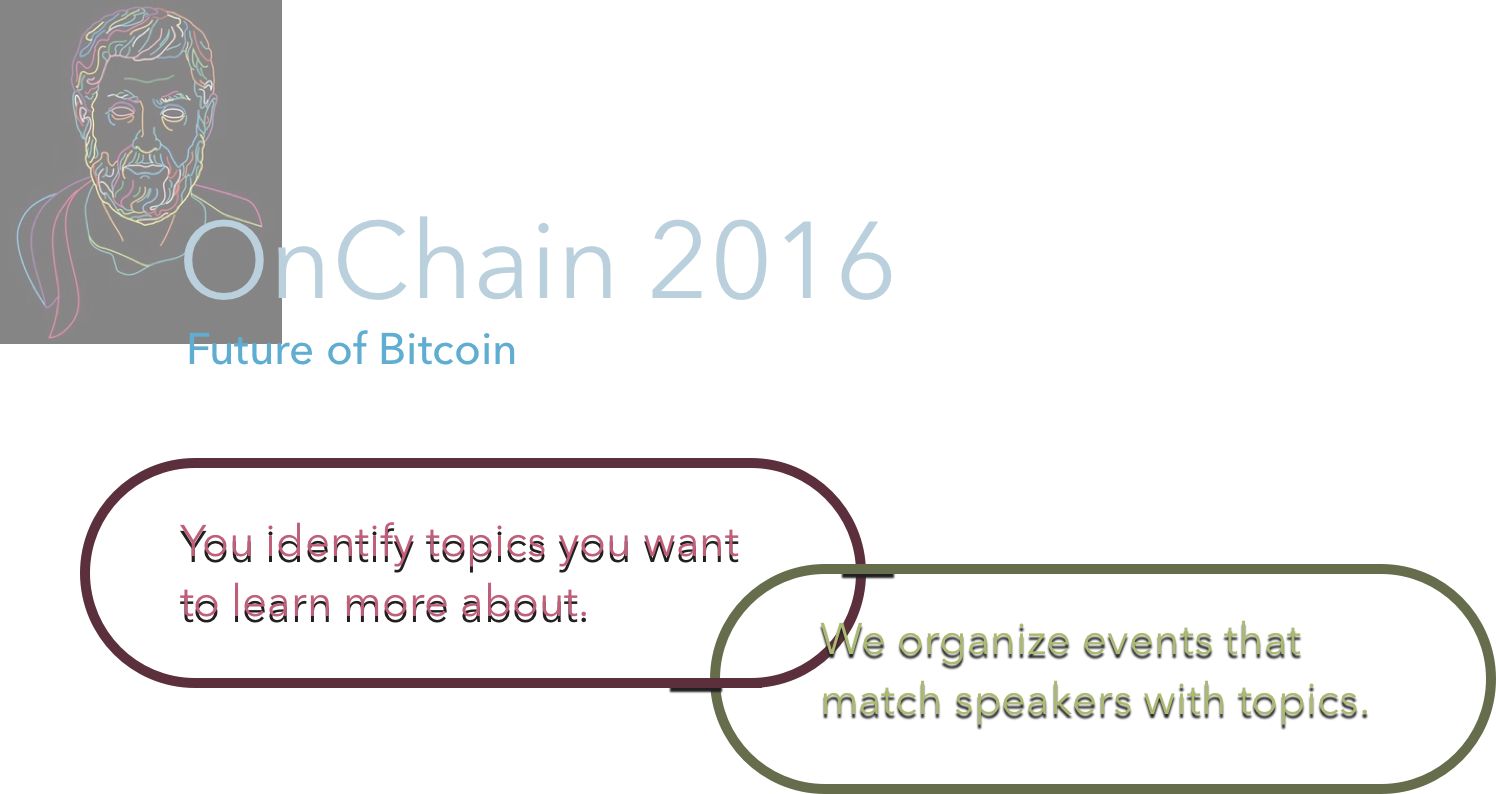 OnChain 2016
Future of Bitcoin
You identify topics you want
to learn more about.
We organize events that
match speakers with topics.